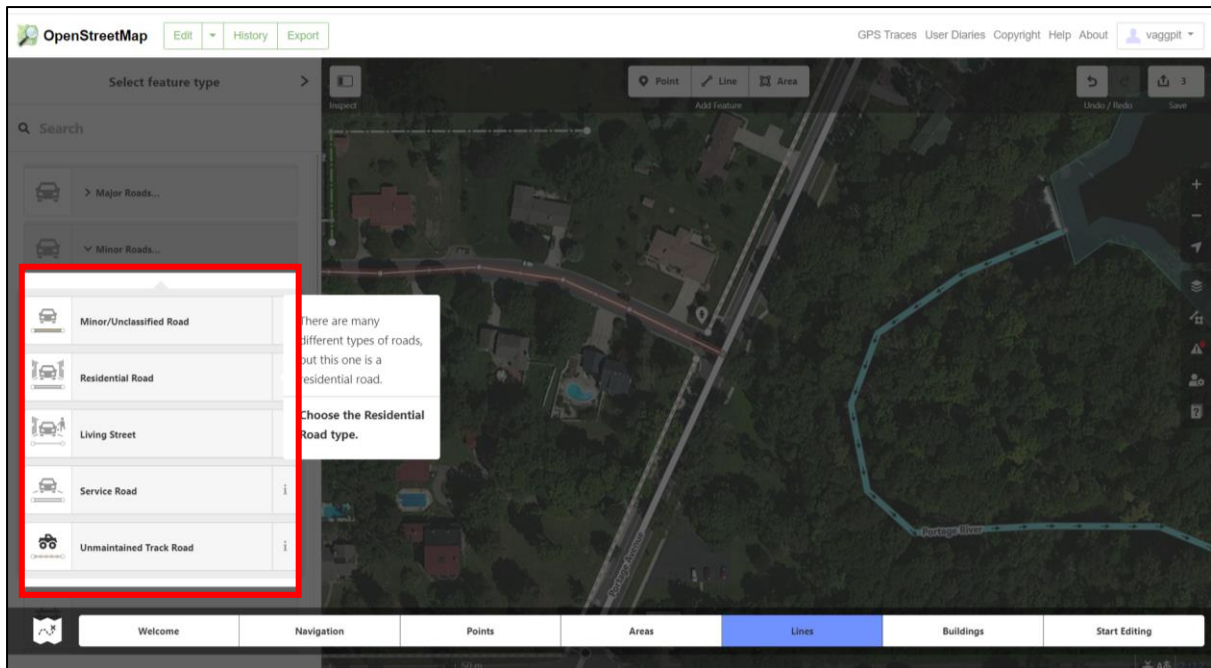 OpenStreetMap Edit History Export GPS Traces User Diaries Copyright Help About vaggpit
Select feature type
Inspect
Point Line Area
Add Feature
Undo / Redo
3
Save
Search
Major Roads...
Minor Roads...
Minor/Unclassified Road
Residential Road
Living Street
Service Road
Unmaintained Track Road
There are many
different types of roads,
but this one is a
residential road.
Choose the Residential
Road type.
Portage River
Portage Avenue
Welcome Navigation Points Areas Lines Buildings Start Editing
50 m